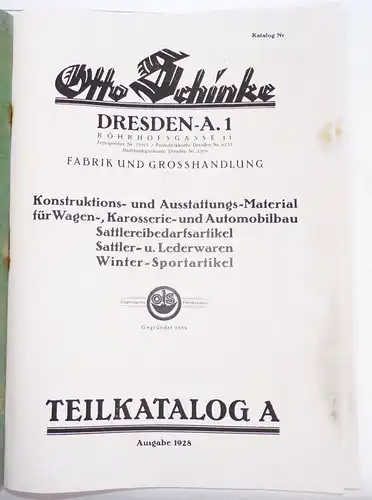 Katalog Nr.
Otto Schinke
DRESDEN-A.1
RÖHRHOFSGASSE 11
FABRIK UND GROSSHANDLUNG
Konstruktions- und Ausstattungs-Material
für Wagen-, Karosserie- und Automobilbau
Sattlereibedarfsartikel
Sattler- u. Lederwaren
Winter-Sportartikel
OS
Gegründet
TEILKATALOG A
Ausgabe 1928